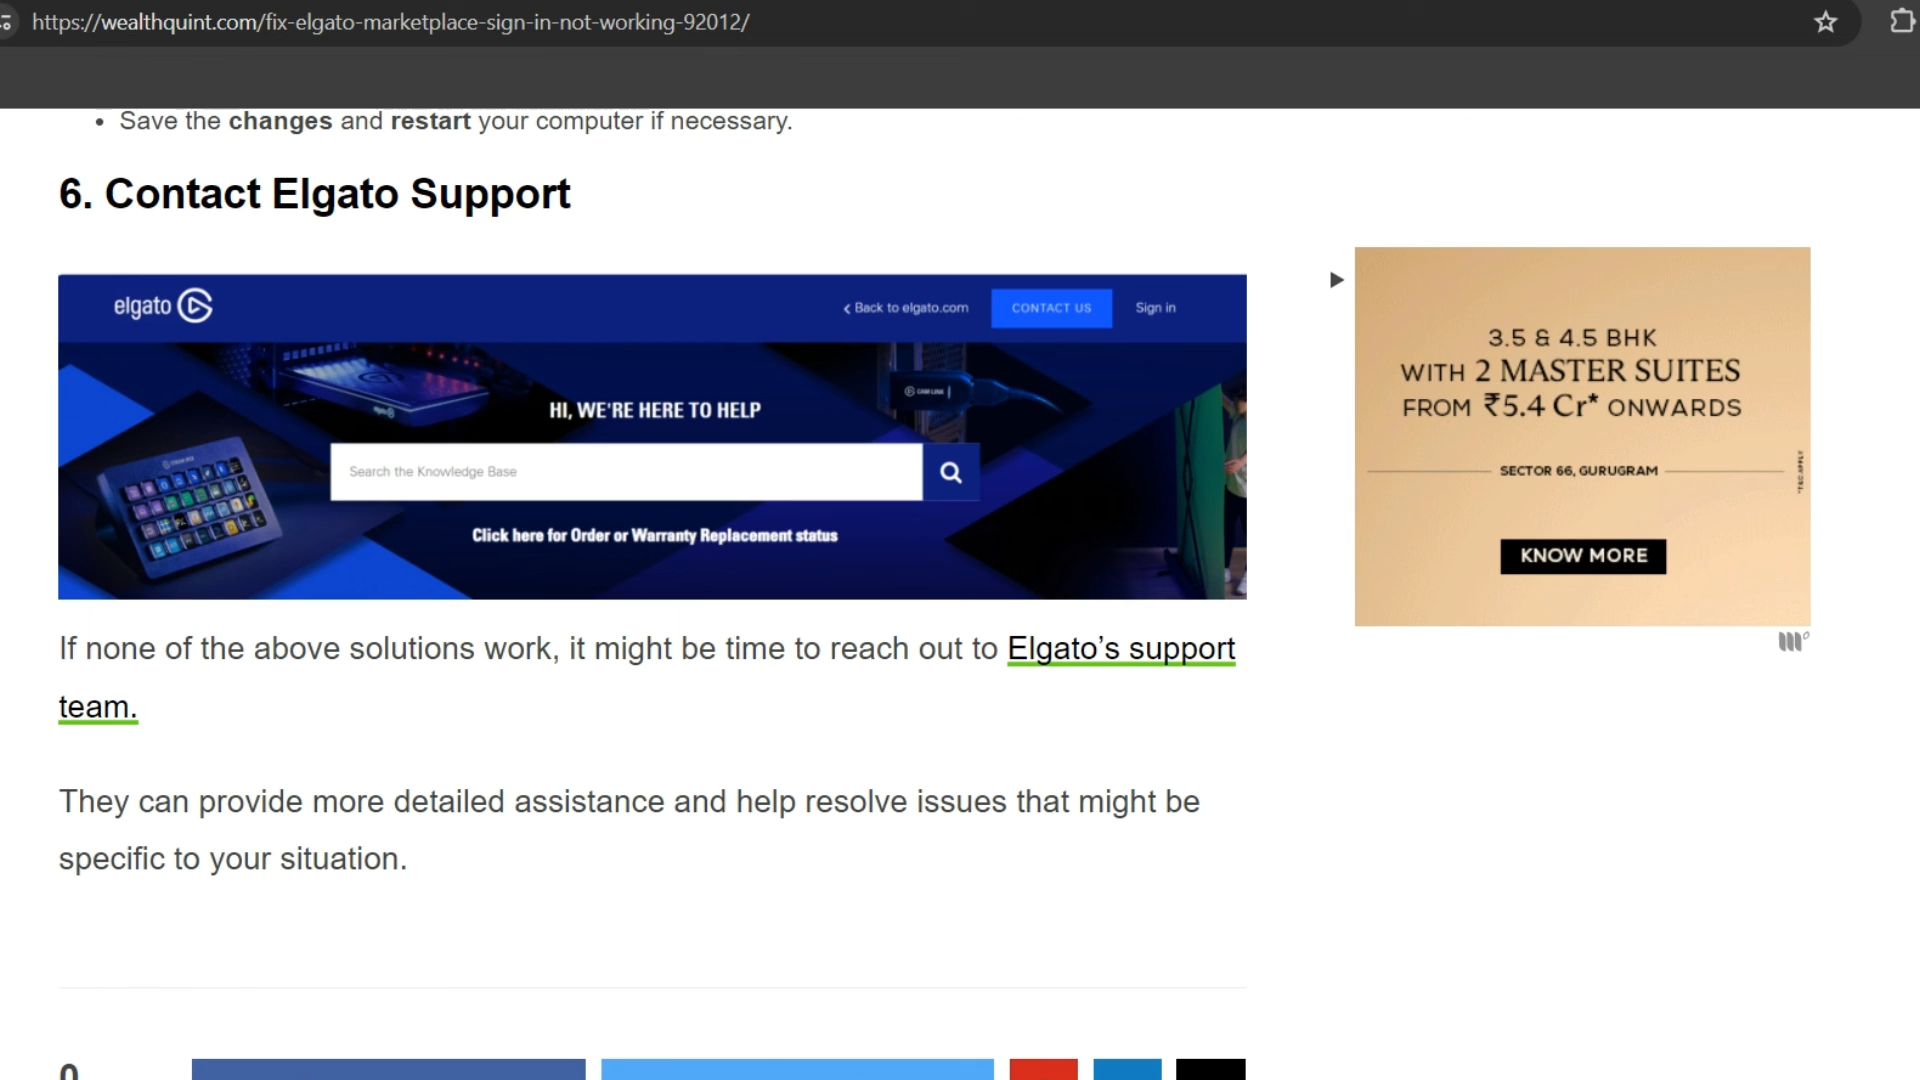 https://wealthquint.com/fix-elgato-marketplace-sign-in-not-working-92012/
• Save the changes and restart your computer if necessary.
6. Contact Elgato Support
elgato
Back to elgato.com
CONTACT US
Sign in
CAM LINK
HI, WE'RE HERE TO HELP
Search the Knowledge Base
Click here for Order or Warranty Replacement status
If none of the above solutions work, it might be time to reach out to Elgato’s support
team.
They can provide more detailed assistance and help resolve issues that might be
specific to your situation.
0
3.5 & 4.5 BHK
WITH 2 MASTER SUITES
FROM ₹5.4 Cr* ONWARDS
SECTOR 66, GURUGRAM
*T&C APPLY
KNOW MORE